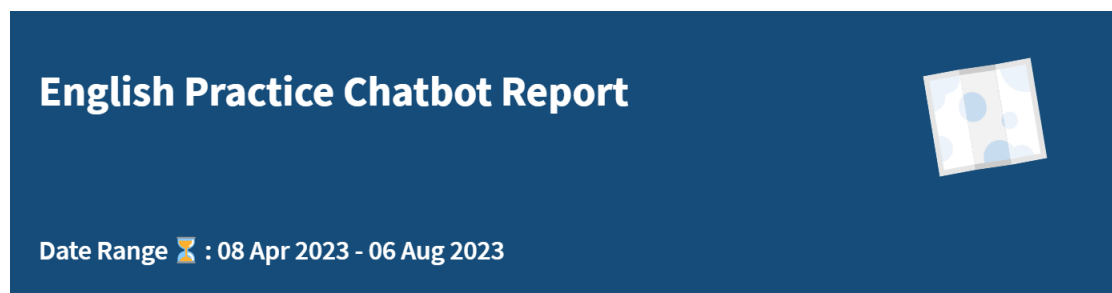 English Practice Chatbot Report
Date Range ⏳ : 08 Apr 2023 - 06 Aug 2023